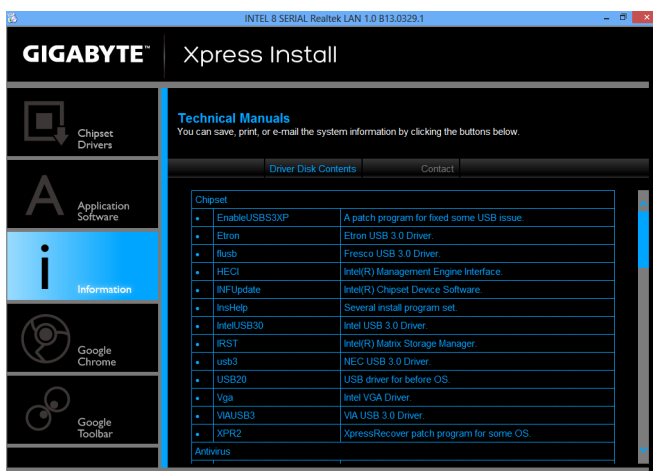 INTEL 8 SERIAL Realtek LAN 1.0 B13.0329.1
GIGABYTE™
Xpress Install
Chipset
Drivers
Application
Software
Information
Google
Chrome
Google
Toolbar
Technical Manuals
You can save, print, or e-mail the system information by clicking the buttons below.
Driver Disk Contents Contact
Chipset
• EnableUSBS3XP A patch program for fixed some USB issue.
• Etron Etron USB 3.0 Driver.
• flusb Fresco USB 3.0 Driver.
• HECI Intel(R) Management Engine Interface.
• INFUpdate Intel(R) Chipset Device Software.
• InsHelp Several install program set.
• IntelUSB30 Intel USB 3.0 Driver.
• IRST Intel(R) Matrix Storage Manager.
• usb3 NEC USB 3.0 Driver.
• USB20 USB driver for before OS.
• Vga Intel VGA Driver.
• VIAUSB3 VIA USB 3.0 Driver.
• XPR2 XpressRecover patch program for some OS.
Antivirus